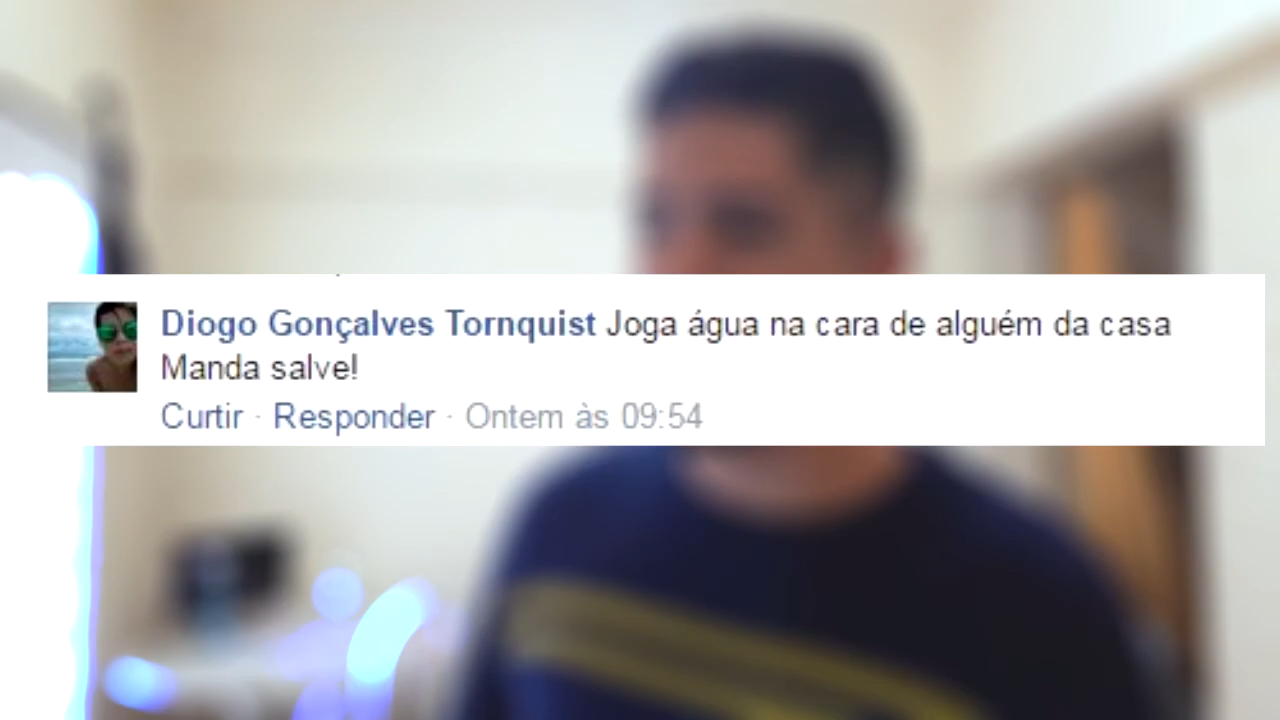 Diogo Gonçalves Tornquist Joga água na cara de alguém da casa
Manda salve!
Curtir · Responder · Ontem às 09:54